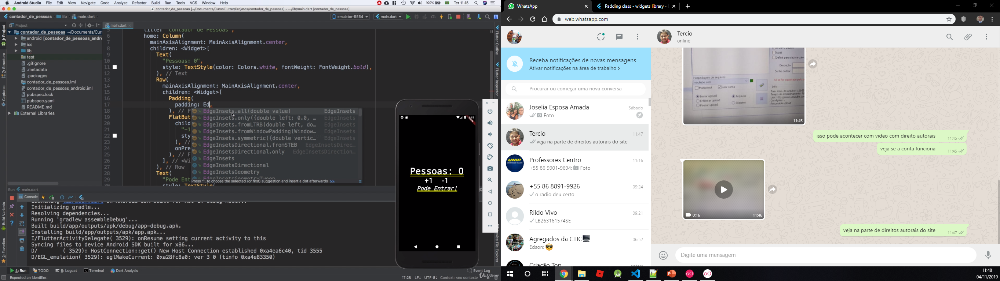 Android Studio File Edit View Navigate Code Analyze Refactor Build Run Tools VCS Window Help
100% Ter 11:15
contador_de_pessoas [~/Documents/CursoFlutter/Projetos/contador_de_pessoas] - .../lib/main.dart [contador_de_pessoas]
contador_de_pessoas lib main.dart
emulator-5554 main.dart
Project
main.dart
1: Project
Z: Structure
Captures
Build Variants
2: Favorites
contador_de_pessoas ~/Documents/Curs
android [contador_de_pessoas_andro
ios
lib
test
.gitignore
.metadata
.packages
contador_de_pessoas.iml
contador_de_pessoas_android.iml
pubspec.lock
pubspec.yaml
README.md
External Libraries
5 title: "Contador de Pessoas",
6 home: Column(
7 mainAxisAlignment: MainAxisAlignment.center,
8 children: <Widget>[
9 Text(
10 "Pessoas: 0",
11 style: TextStyle(color: Colors.white, fontWeight: FontWeight.bold),
12 ), // Text
13 Row(
14 mainAxisAlignment: MainAxisAlignment.center,
15 children: <Widget>[
16 Padding(
17 padding: Ed,
18 ), // P
19 FlatBut
20 child
21 "-1
22 sty
23 ), //
24 onPre
25 ), // F
26 ], // <Wi
27 ), // Row
28 Text(
29 "Pode Ent
30 style: TextStyle(
EdgeInsets.all(double value) EdgeInsets
EdgeInsets.only({double left: 0.0, … EdgeInsets
EdgeInsets.fromLTRB(double left, do… EdgeInsets
EdgeInsets.fromWindowPadding(Window… EdgeInsets
EdgeInsets.symmetric({double vertic… EdgeInsets
EdgeInsetsDirectional.fromSTEB EdgeInsetsDirec…
EdgeInsetsDirectional.only EdgeInsetsDirection…
EdgeInsets
EdgeInsetsDirectional
EdgeInsetsGeometry
EdgeInsetsGeometryTween
Press ^. to choose the selected (or first) suggestion and insert a dot afterwards >> π
Flutter Outline
Flutter Inspector
Device File Explorer
14:15
Pessoas: 0
+1 -1
Pode Entrar!
Run main.dart
Console
Initializing gradle...
Resolving dependencies...
Running 'gradlew assembleDebug'...
Built build/app/outputs/apk/debug/app-debug.apk.
Installing build/app/outputs/apk/app.apk...
I/FlutterActivityDelegate( 3529): onResume setting current activity to this
Syncing files to device Android SDK built for x86...
D/ ( 3529): HostConnection::get() New Host Connection established 0xa4ea6c40, tid 3555
D/EGL_emulation( 3529): eglMakeCurrent: 0xa28fc8a0: ver 3 0 (tinfo 0xa4e83350)
4: Run TODO 6: Logcat Terminal Dart Analysis Event Log
Expected an identifier. 17:28 LF÷ UTF-8÷ Context: <no context>
Udemy
WhatsApp
Padding class - widgets library -
web.whatsapp.com
Tercio
online
Receba notificações de novas mensagens
Ativar notificações na área de trabalho >
Procurar ou começar uma nova conversa
Joselia Esposa Amada Sábado
Foto
Tercio 11:47
veja na parte de direitos autorais do site
UNIP
Professores Centro 11:16
+55 86 9901-9694: Foto
+55 86 8891-9926 09:24
o radio deu certo
Rildo Vivo 09:21
LB263161574SE
Agregados da CTIC🖥️ 06:52
Edson: 😎
Criação Top ontem
Adult
Definir para cada arquivo
Descrição:
Senha do Rar:
Hospedagem de arquivos
youtube.com
Multiselect
usar conta
Iniciar upload
Enfileirar upload
Pausar upload
Arquivos
Imagens
Info
Condições: -
Resumable upload
11:45
isso pode acontecer com video com direito autorais 11:45
veja se a conta funciona 11:45
0:16 11:46
veja na parte de direitos autorais do site 11:47
Digite uma mensagem
11:48
04/11/2019